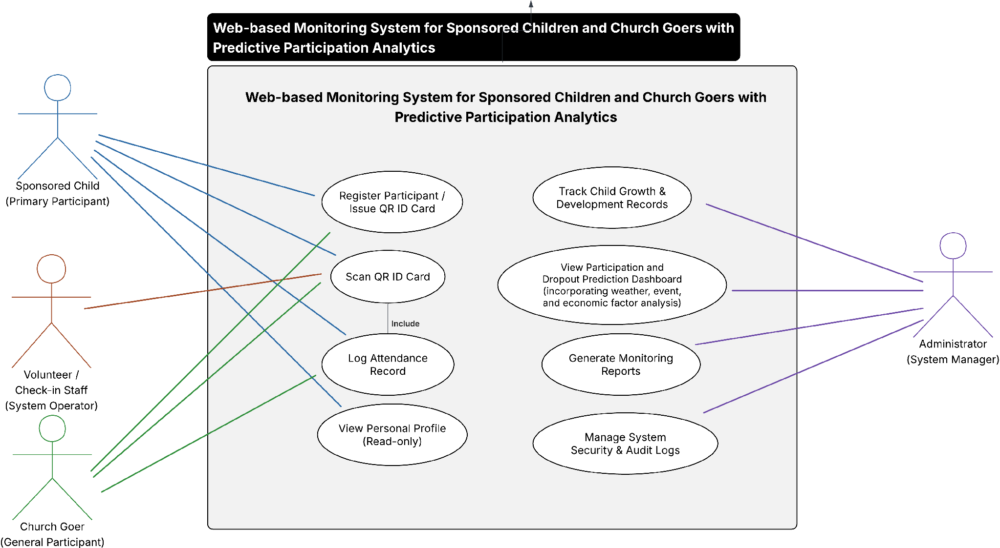 Web-based Monitoring System for Sponsored Children and Church Goers with
Predictive Participation Analytics
Web-based Monitoring System for Sponsored Children and Church Goers with
Predictive Participation Analytics
Sponsored Child
(Primary Participant)
Volunteer /
Check-in Staff
(System Operator)
Church Goer
(General Participant)
Register Participant /
Issue QR ID Card
Scan QR ID Card
Include
Log Attendance
Record
View Personal Profile
(Read-only)
Track Child Growth &
Development Records
View Participation and
Dropout Prediction Dashboard
(incorporating weather, event,
and economic factor analysis)
Generate Monitoring
Reports
Manage System
Security & Audit Logs
Administrator
(System Manager)